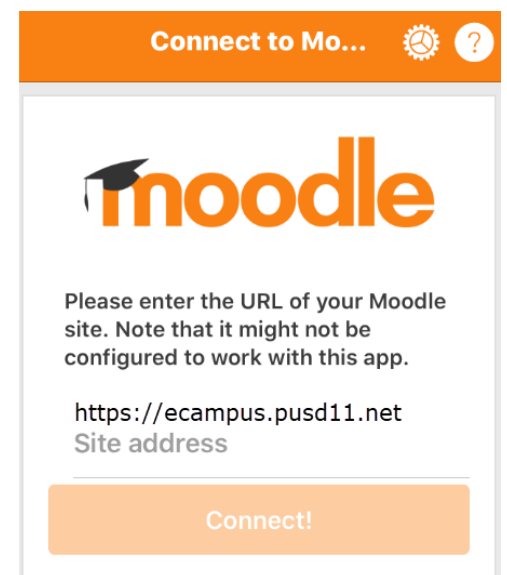 Connect to Mo...
?
moodle
Please enter the URL of your Moodle
site. Note that it might not be
configured to work with this app.
https://ecampus.pusd11.net
Site address
Connect!